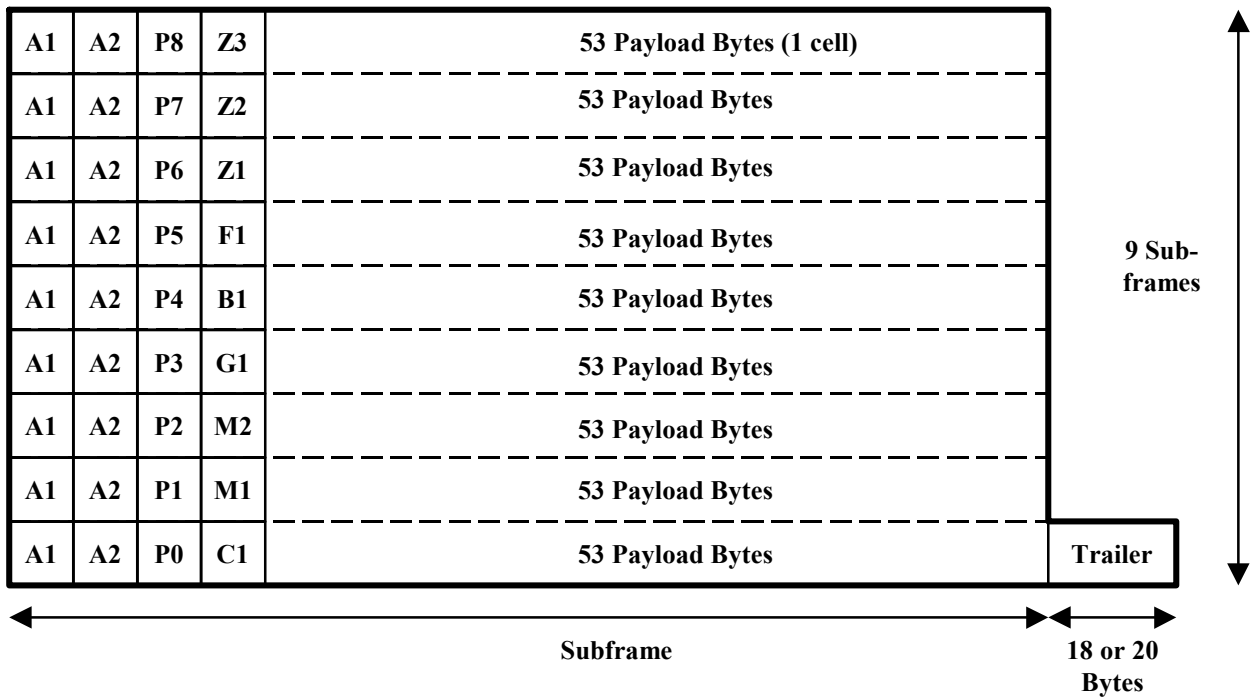 A1 A2 P8 Z3 53 Payload Bytes (1 cell)
A1 A2 P7 Z2 53 Payload Bytes
A1 A2 P6 Z1 53 Payload Bytes
A1 A2 P5 F1 53 Payload Bytes
A1 A2 P4 B1 53 Payload Bytes
A1 A2 P3 G1 53 Payload Bytes
A1 A2 P2 M2 53 Payload Bytes
A1 A2 P1 M1 53 Payload Bytes
A1 A2 P0 C1 53 Payload Bytes Trailer
9 Sub-
frames
Subframe
18 or 20
Bytes